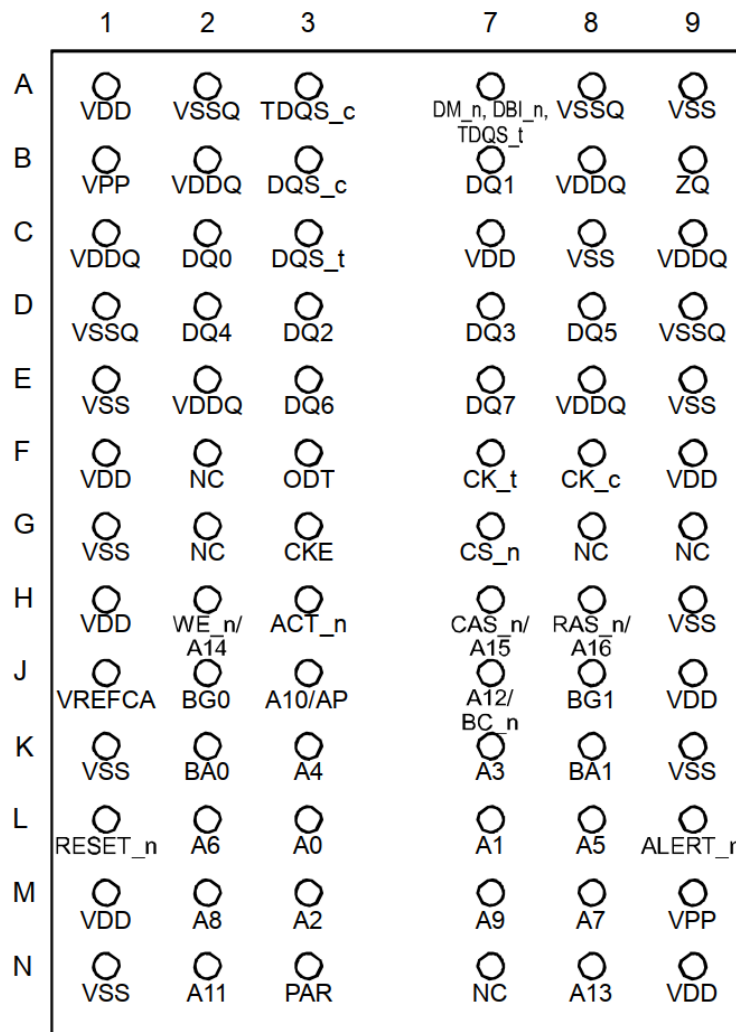 1 2 3 7 8 9
A
VDD VSSQ TDQS_c DM_n, DBI_n, VSSQ VSS
TDQS_t
B
VPP VDDQ DQS_c DQ1 VDDQ ZQ
C
VDDQ DQ0 DQS_t VDD VSS VDDQ
D
VSSQ DQ4 DQ2 DQ3 DQ5 VSSQ
E
VSS VDDQ DQ6 DQ7 VDDQ VSS
F
VDD NC ODT CK_t CK_c VDD
G
VSS NC CKE CS_n NC NC
H
VDD WE_n/ ACT_n CAS_n/ RAS_n/ VSS
A14 A15 A16
J
VREFCA BG0 A10/AP A12/ BG1 VDD
BC_n
K
VSS BA0 A4 A3 BA1 VSS
L
RESET_n A6 A0 A1 A5 ALERT_n
M
VDD A8 A2 A9 A7 VPP
N
VSS A11 PAR NC A13 VDD